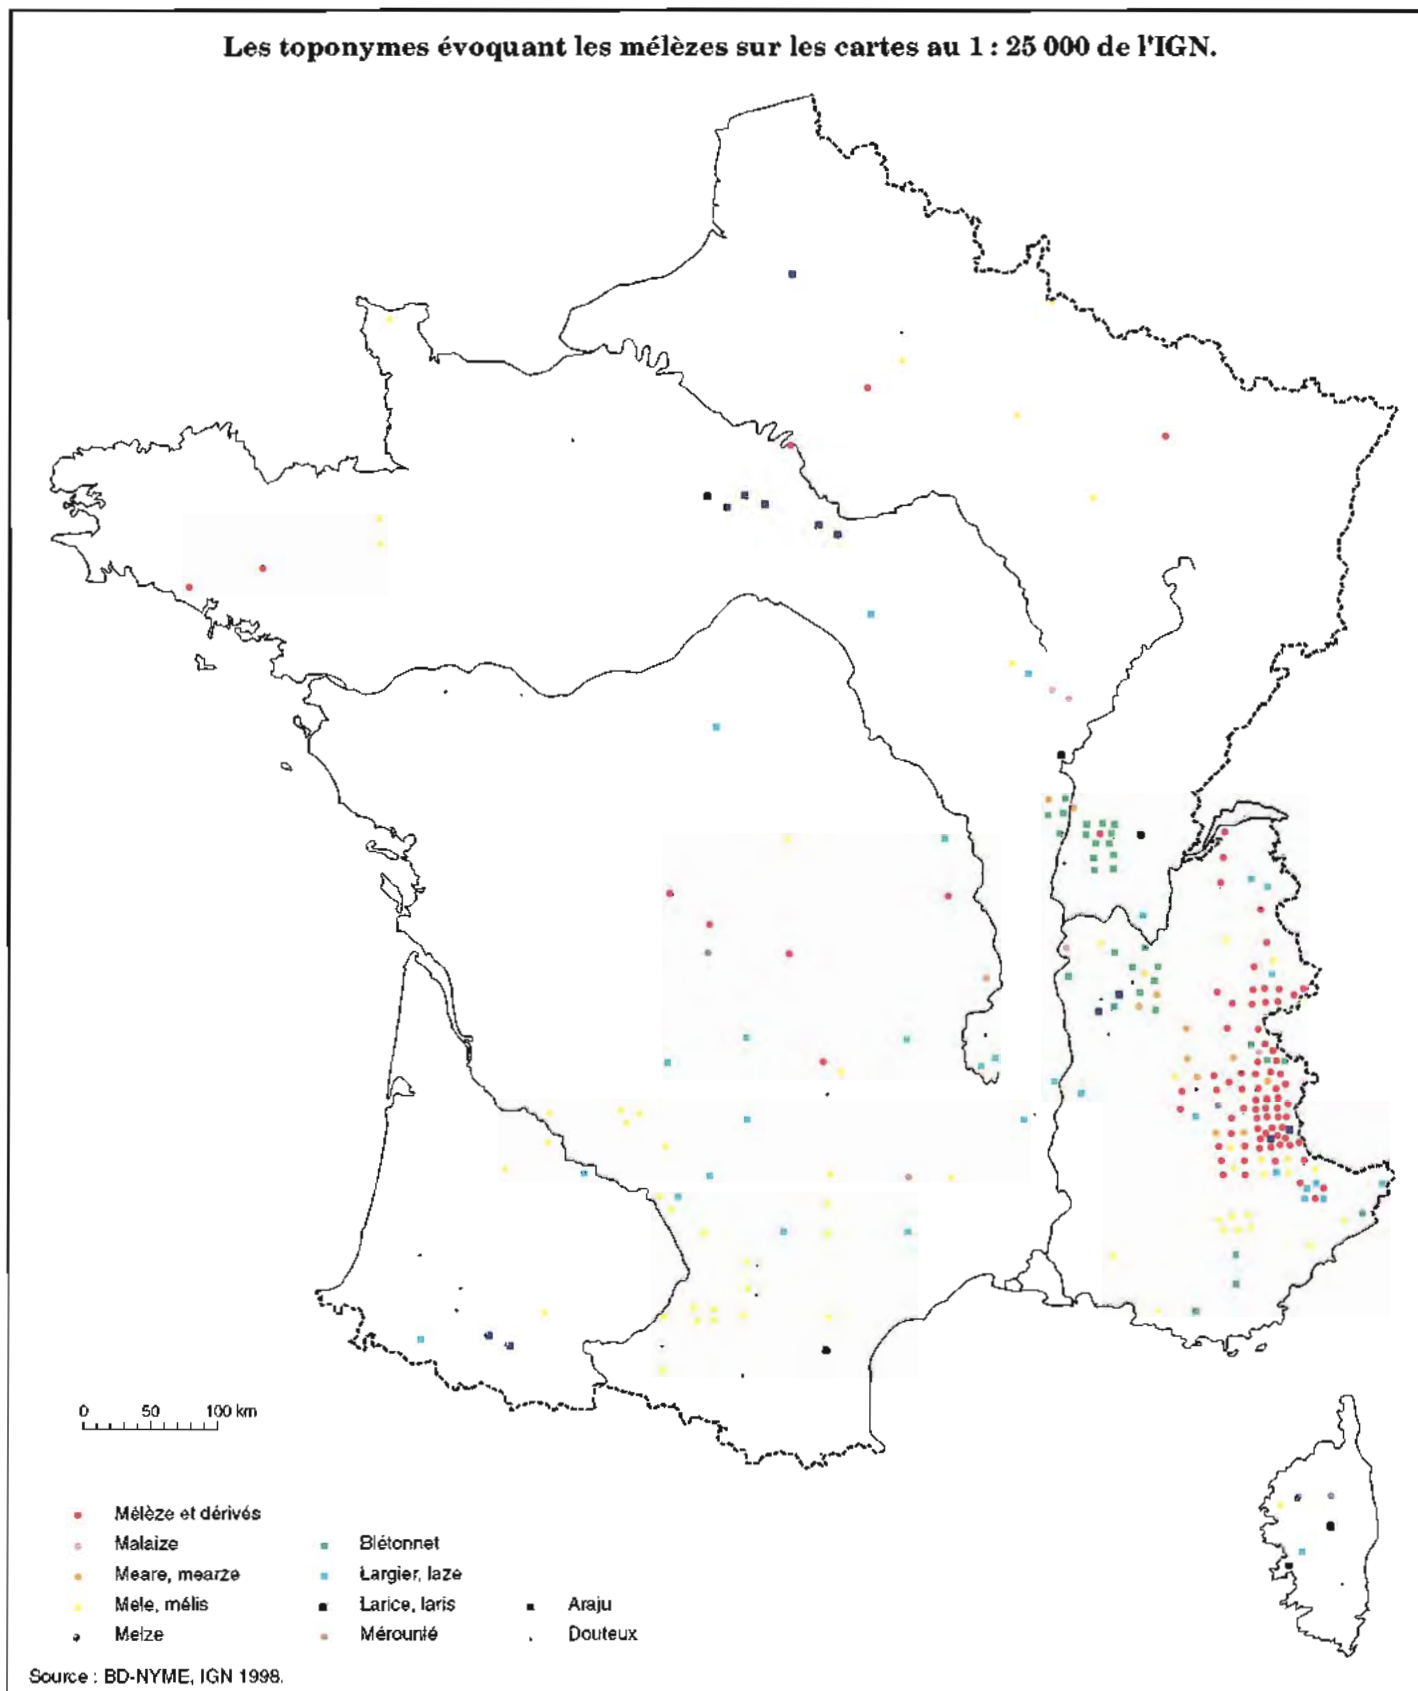 Les toponymes évoquant les mélèzes sur les cartes au 1 : 25 000 de l'IGN.
0 50 100 km
Mélèze et dérivés
Malaize
Meare, mearze
Mele, mélis
Melze
Blétonnet
Largier, laze
Larice, laris
Mérounté
Araju
Douteux
Source : BD-NYME, IGN 1998.